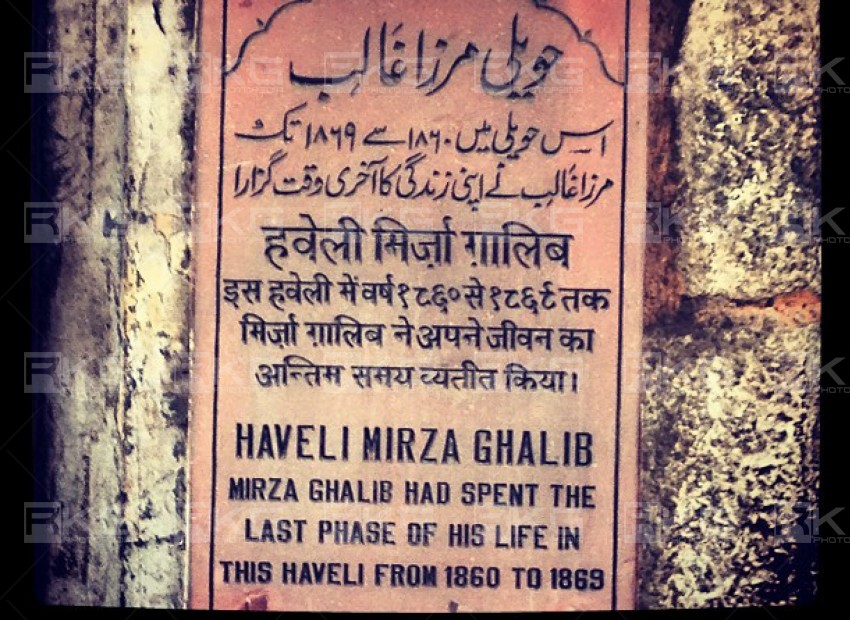 حویلی مرزا غالب
اس حویلی میں ۱۸۶۰ سے ۱۸۶۹ تک
مرزا غالب نے اپنی زندگی کا آخری وقت گزارا
हवेली मिर्ज़ा ग़ालिब
इस हवेली में वर्ष १८६० से १८६९ तक
मिर्ज़ा ग़ालिब ने अपने जीवन का
अन्तिम समय व्यतीत किया।
HAVELI MIRZA GHALIB
MIRZA GHALIB HAD SPENT THE
LAST PHASE OF HIS LIFE IN
THIS HAVELI FROM 1860 TO 1869